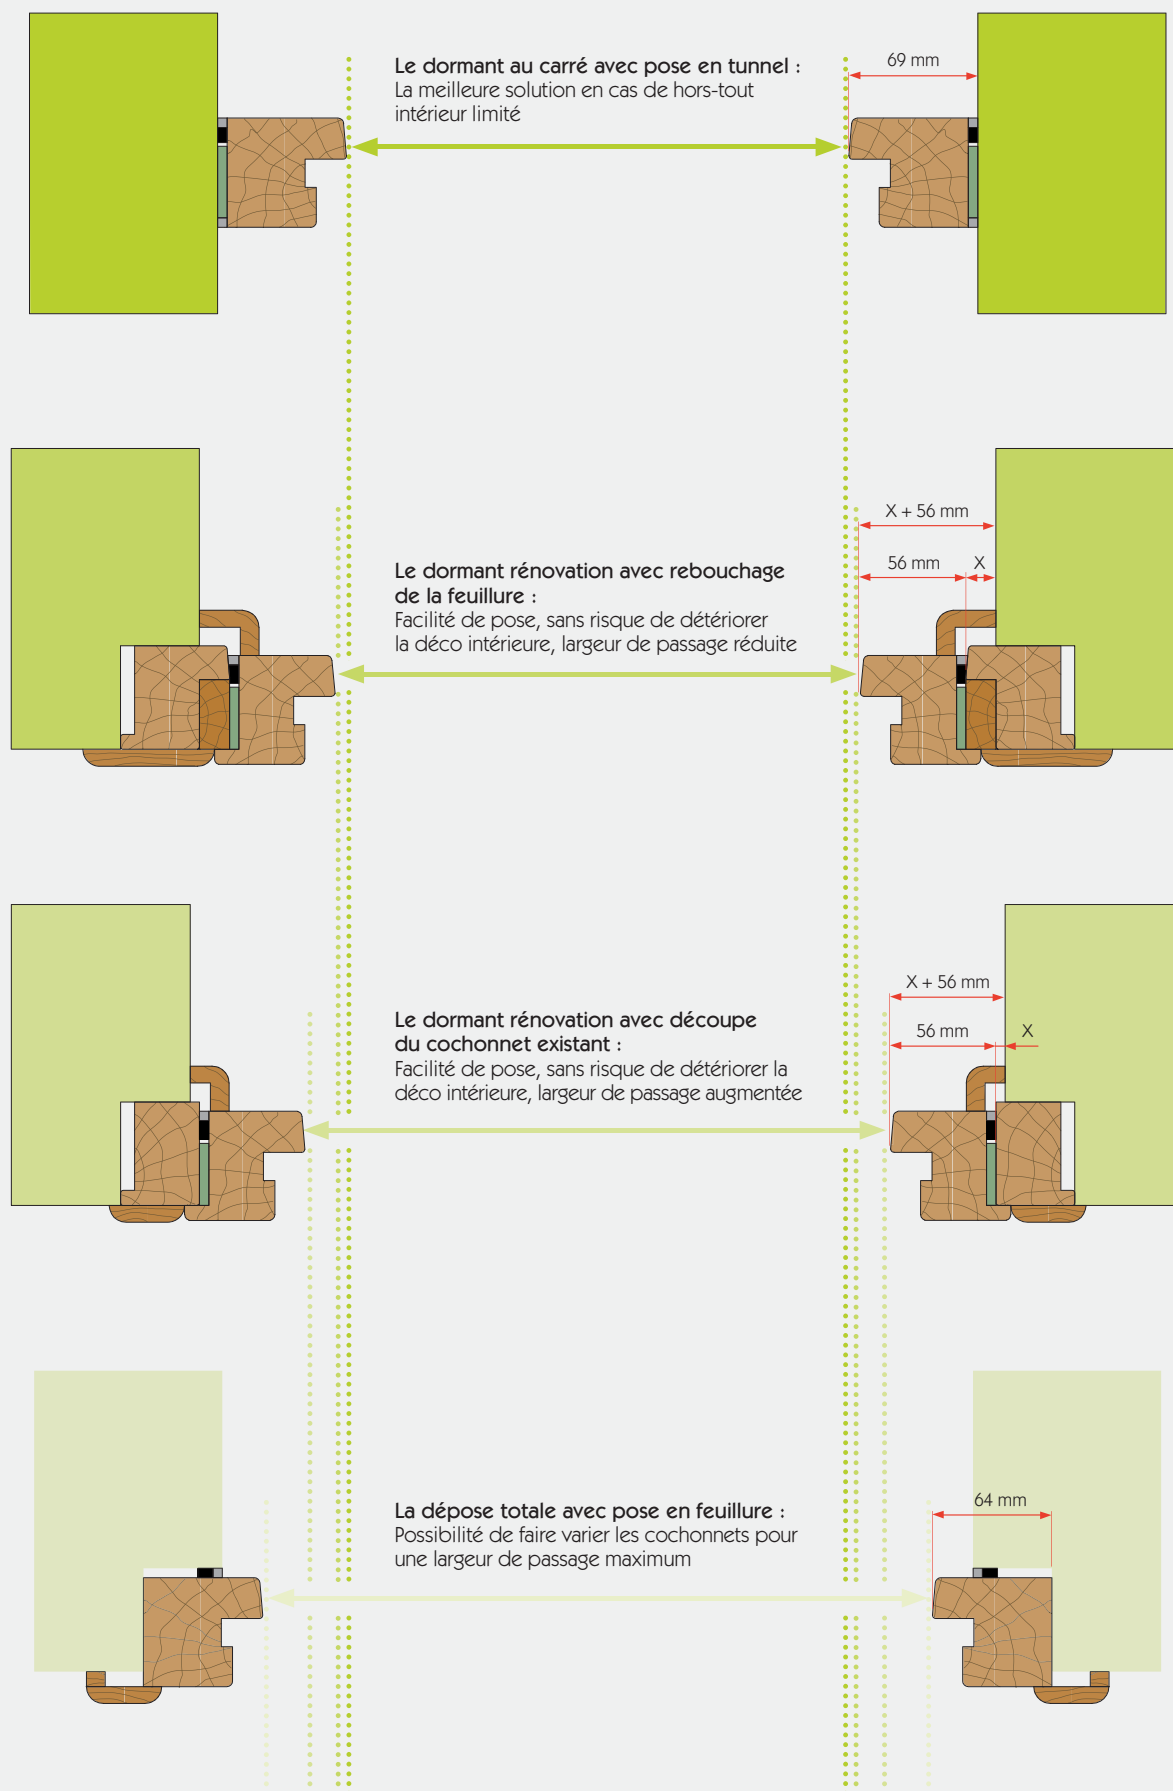 Le dormant au carré avec pose en tunnel :
La meilleure solution en cas de hors-tout
intérieur limité
69 mm
X + 56 mm
56 mm
X
Le dormant rénovation avec rebouchage
de la feuillure :
Facilité de pose, sans risque de détériorer
la déco intérieure, largeur de passage réduite
X + 56 mm
56 mm
X
Le dormant rénovation avec découpe
du cochonnet existant :
Facilité de pose, sans risque de détériorer la
déco intérieure, largeur de passage augmentée
64 mm
La dépose totale avec pose en feuillure :
Possibilité de faire varier les cochonnets pour
une largeur de passage maximum